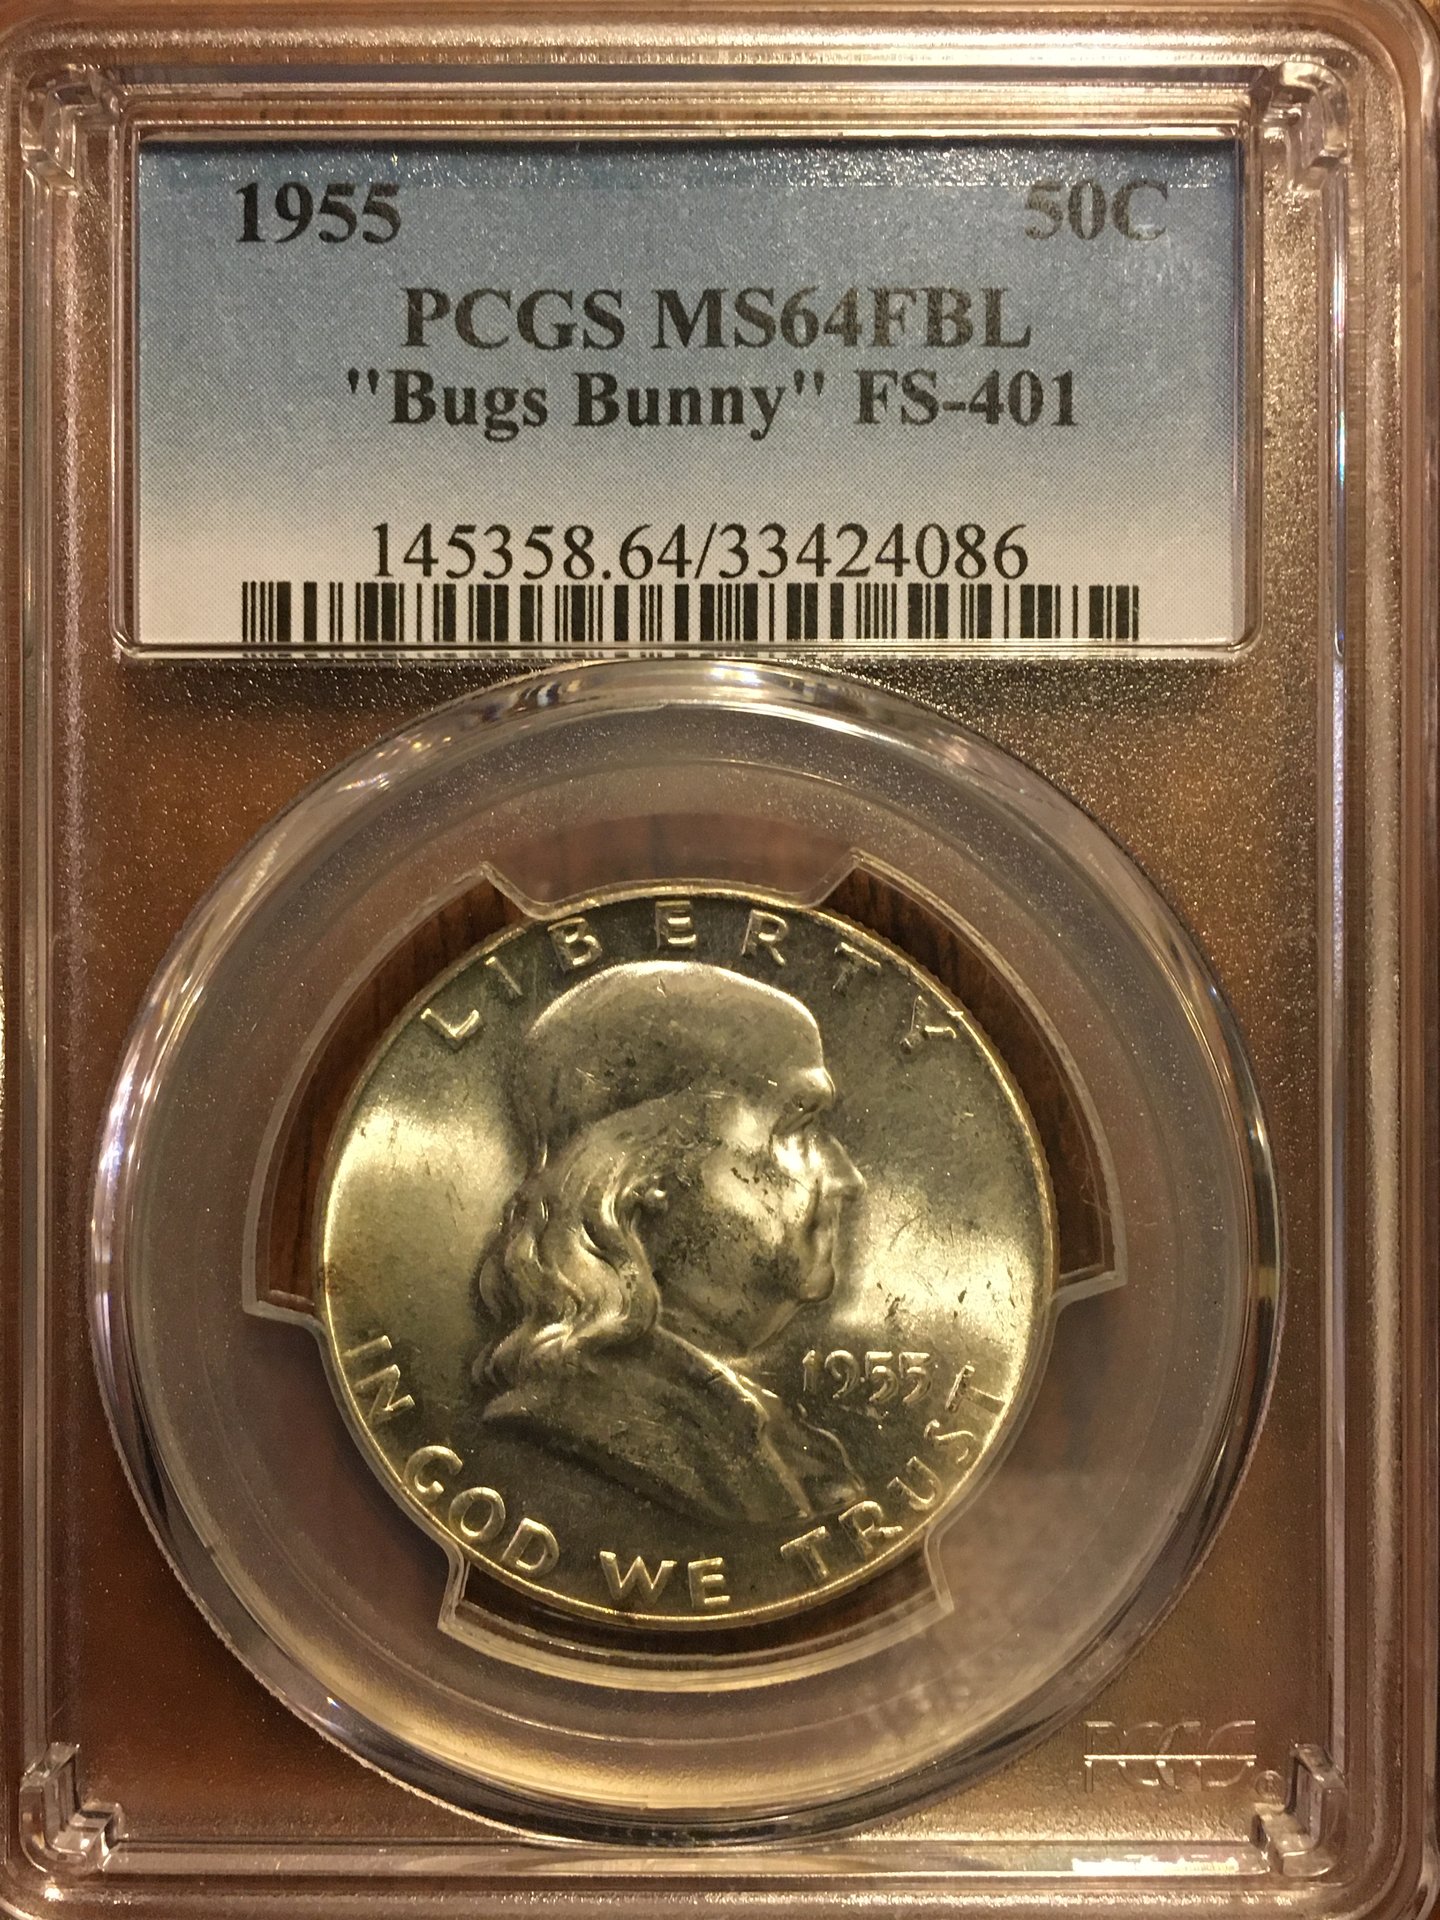 1955 50C
PCGS MS64FBL
"Bugs Bunny" FS-401
145358.64/33424086
LIBERTY
1955
IN GOD WE TRUST
PCGS®